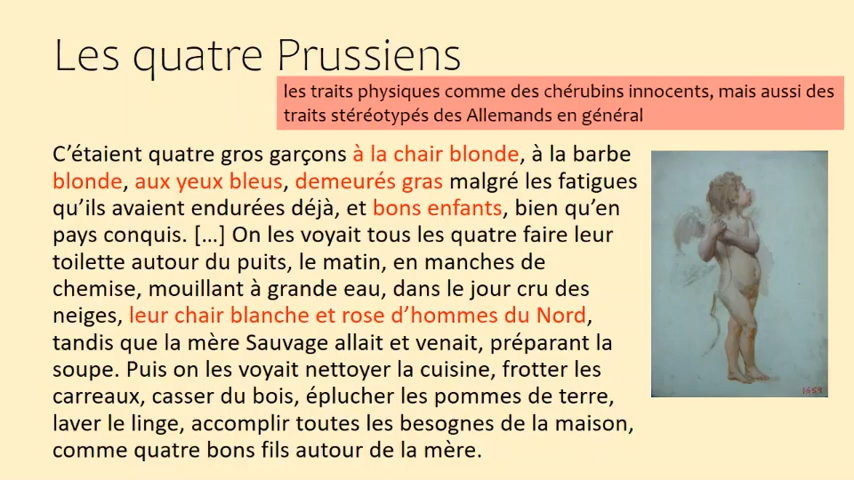 Les quatre Prussiens
les traits physiques comme des chérubins innocents, mais aussi des
traits stéréotypés des Allemands en général
C’étaient quatre gros garçons à la chair blonde, à la barbe
blonde, aux yeux bleus, demeurés gras malgré les fatigues
qu’ils avaient endurées déjà, et bons enfants, bien qu’en
pays conquis. […] On les voyait tous les quatre faire leur
toilette autour du puits, le matin, en manches de
chemise, mouillant à grande eau, dans le jour cru des
neiges, leur chair blanche et rose d’hommes du Nord,
tandis que la mère Sauvage allait et venait, préparant la
soupe. Puis on les voyait nettoyer la cuisine, frotter les
carreaux, casser du bois, éplucher les pommes de terre,
laver le linge, accomplir toutes les besognes de la maison,
comme quatre bons fils autour de la mère.